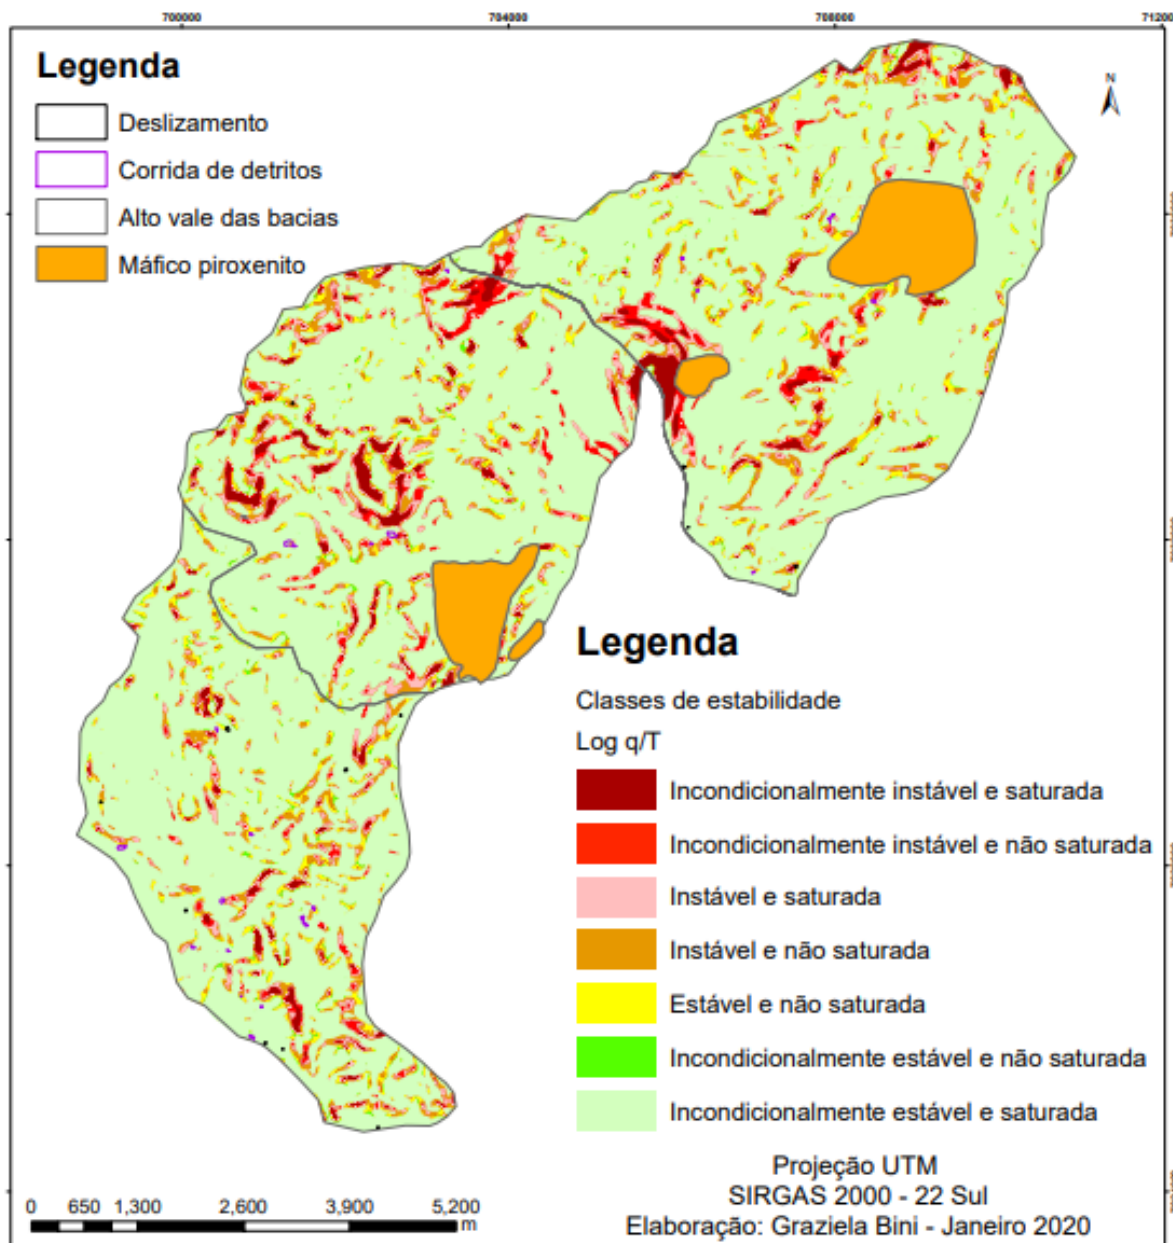 700000
704000
708000
71200
Legenda
Deslizamento
Corrida de detritos
Alto vale das bacias
Máfico piroxenito
N
Legenda
Classes de estabilidade
Log q/T
Incondicionalmente instável e saturada
Incondicionalmente instável e não saturada
Instável e saturada
Instável e não saturada
Estável e não saturada
Incondicionalmente estável e não saturada
Incondicionalmente estável e saturada
0 650 1,300 2,600 3,900 5,200
m
Projeção UTM
SIRGAS 2000 - 22 Sul
Elaboração: Graziela Bini - Janeiro 2020